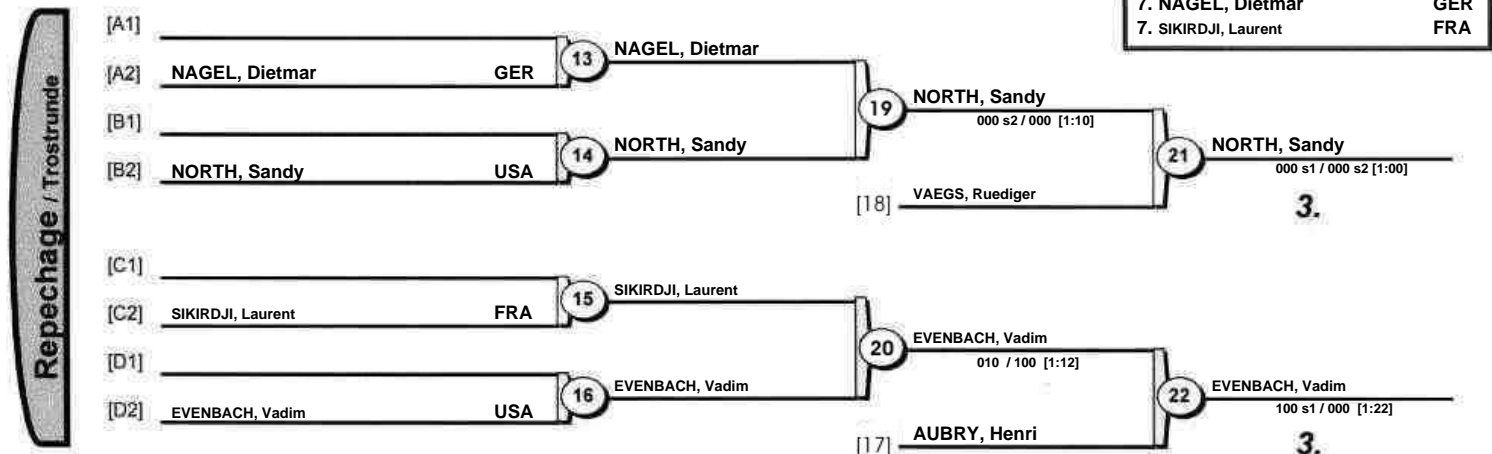 7. NAGEL, Dietmar GER
7. SIKIRDJI, Laurent FRA
Repechage / Trostrunde
[A1]
[A2] NAGEL, Dietmar GER
13 NAGEL, Dietmar
[B1]
[B2] NORTH, Sandy USA
14 NORTH, Sandy
19 NORTH, Sandy
000 s2 / 000 [1:10]
[18] VAEGS, Ruediger
21 NORTH, Sandy
000 s1 / 000 s2 [1:00]
3.
[C1]
[C2] SIKIRDJI, Laurent FRA
15 SIKIRDJI, Laurent
[D1]
[D2] EVENBACH, Vadim USA
16 EVENBACH, Vadim
20 EVENBACH, Vadim
010 / 100 [1:12]
[17] AUBRY, Henri
22 EVENBACH, Vadim
100 s1 / 000 [1:22]
3.